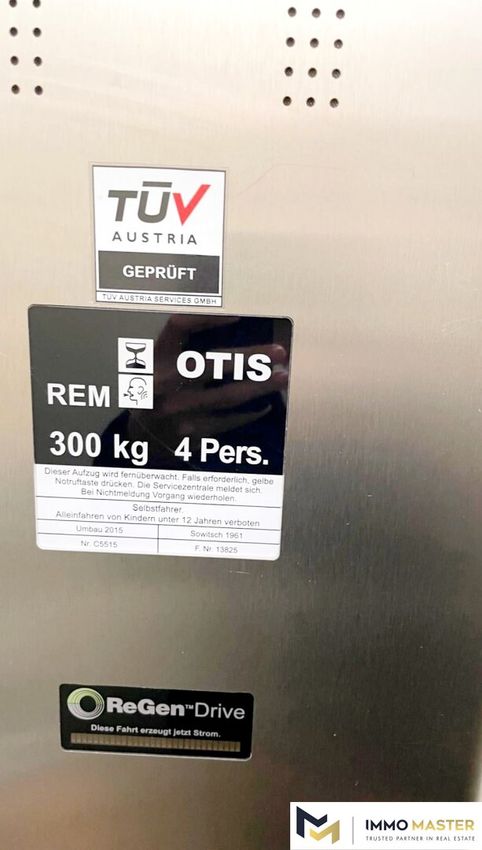 TÜV
AUSTRIA
GEPRÜFT
TÜV AUSTRIA SERVICES GMBH
OTIS
REM
300 kg 4 Pers.
Dieser Aufzug wird fernüberwacht. Falls erforderlich, gelbe
Notruftaste drücken. Die Servicezentrale meldet sich.
Bei Nichtmeldung Vorgang wiederholen.
Selbstfahrer.
Alleinfahren von Kindern unter 12 Jahren verboten
Umbau 2015 Sowitsch 1961
Nr. C5515 F. Nr. 13825
ReGen™Drive
Diese Fahrt erzeugt jetzt Strom.
IMMO MASTER
TRUSTED PARTNER IN REAL ESTATE